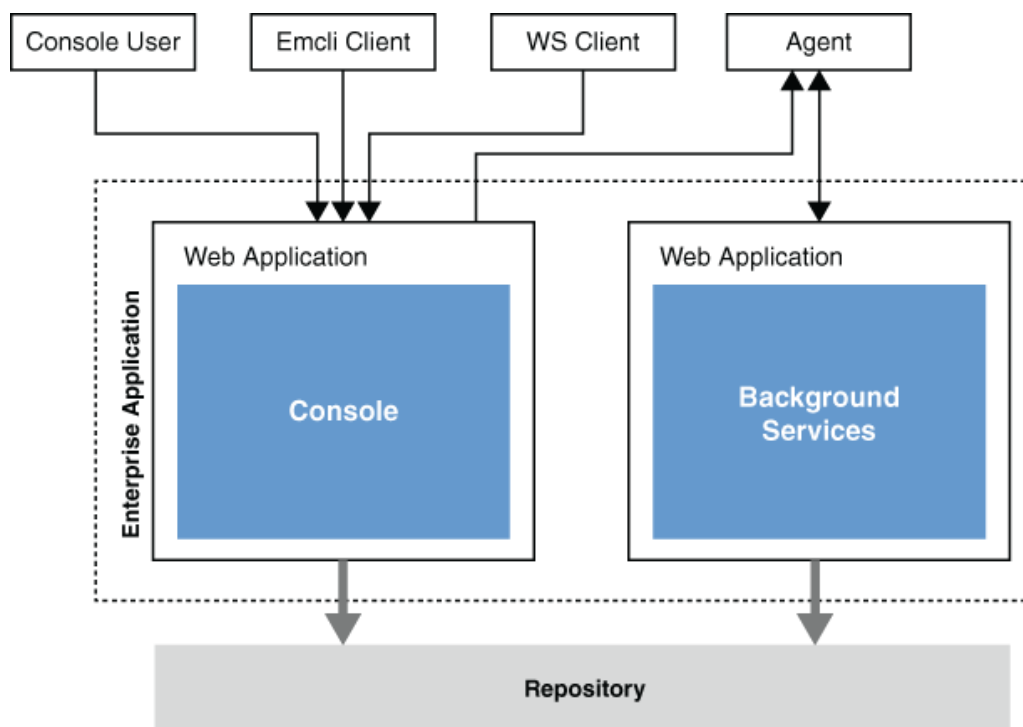 Console User
Emcli Client
WS Client
Agent
Enterprise Application
Web Application
Console
Web Application
Background
Services
Repository